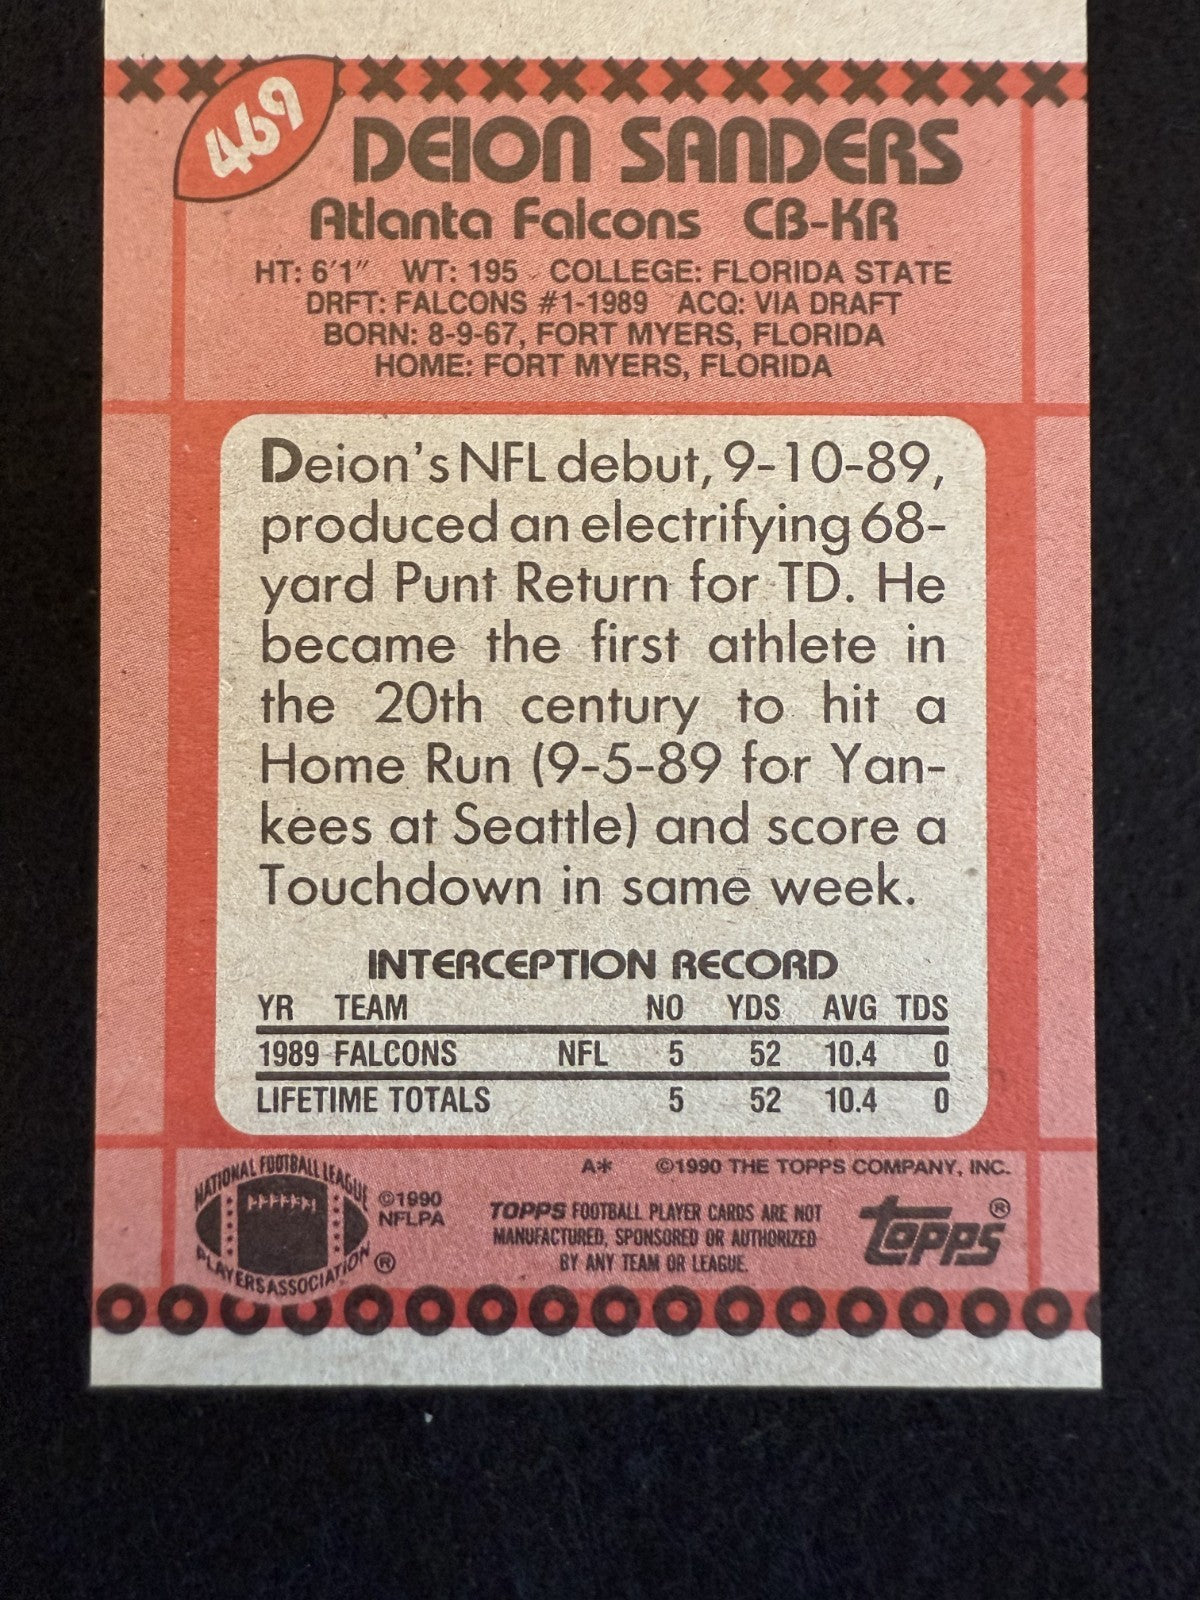 469
DEION SANDERS
Atlanta Falcons CB-KR
HT: 6'1" WT: 195 COLLEGE: FLORIDA STATE
DRFT: FALCONS #1-1989 ACQ: VIA DRAFT
BORN: 8-9-67, FORT MYERS, FLORIDA
HOME: FORT MYERS, FLORIDA
Deion's NFL debut, 9-10-89,
produced an electrifying 68-
yard Punt Return for TD. He
became the first athlete in
the 20th century to hit a
Home Run (9-5-89 for Yan-
kees at Seattle) and score a
Touchdown in same week.
INTERCEPTION RECORD
YR TEAM NO YDS AVG TDS
1989 FALCONS NFL 5 52 10.4 0
LIFETIME TOTALS 5 52 10.4 0
A* ©1990 THE TOPPS COMPANY, INC.
NATIONAL FOOTBALL LEAGUE
PLAYERS ASSOCIATION ®
©1990
NFLPA
TOPPS FOOTBALL PLAYER CARDS ARE NOT
MANUFACTURED, SPONSORED OR AUTHORIZED
BY ANY TEAM OR LEAGUE.
topps ®